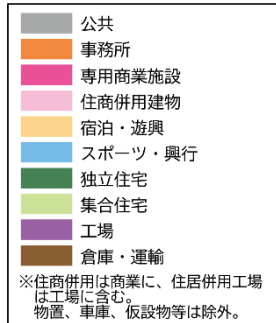 公共
事務所
専用商業施設
住商併用建物
宿泊・遊興
スポーツ・興行
独立住宅
集合住宅
工場
倉庫・運輸
※住商併用は商業に、住居併用工場
は工場に含む。
物置、車庫、仮設物等は除外。